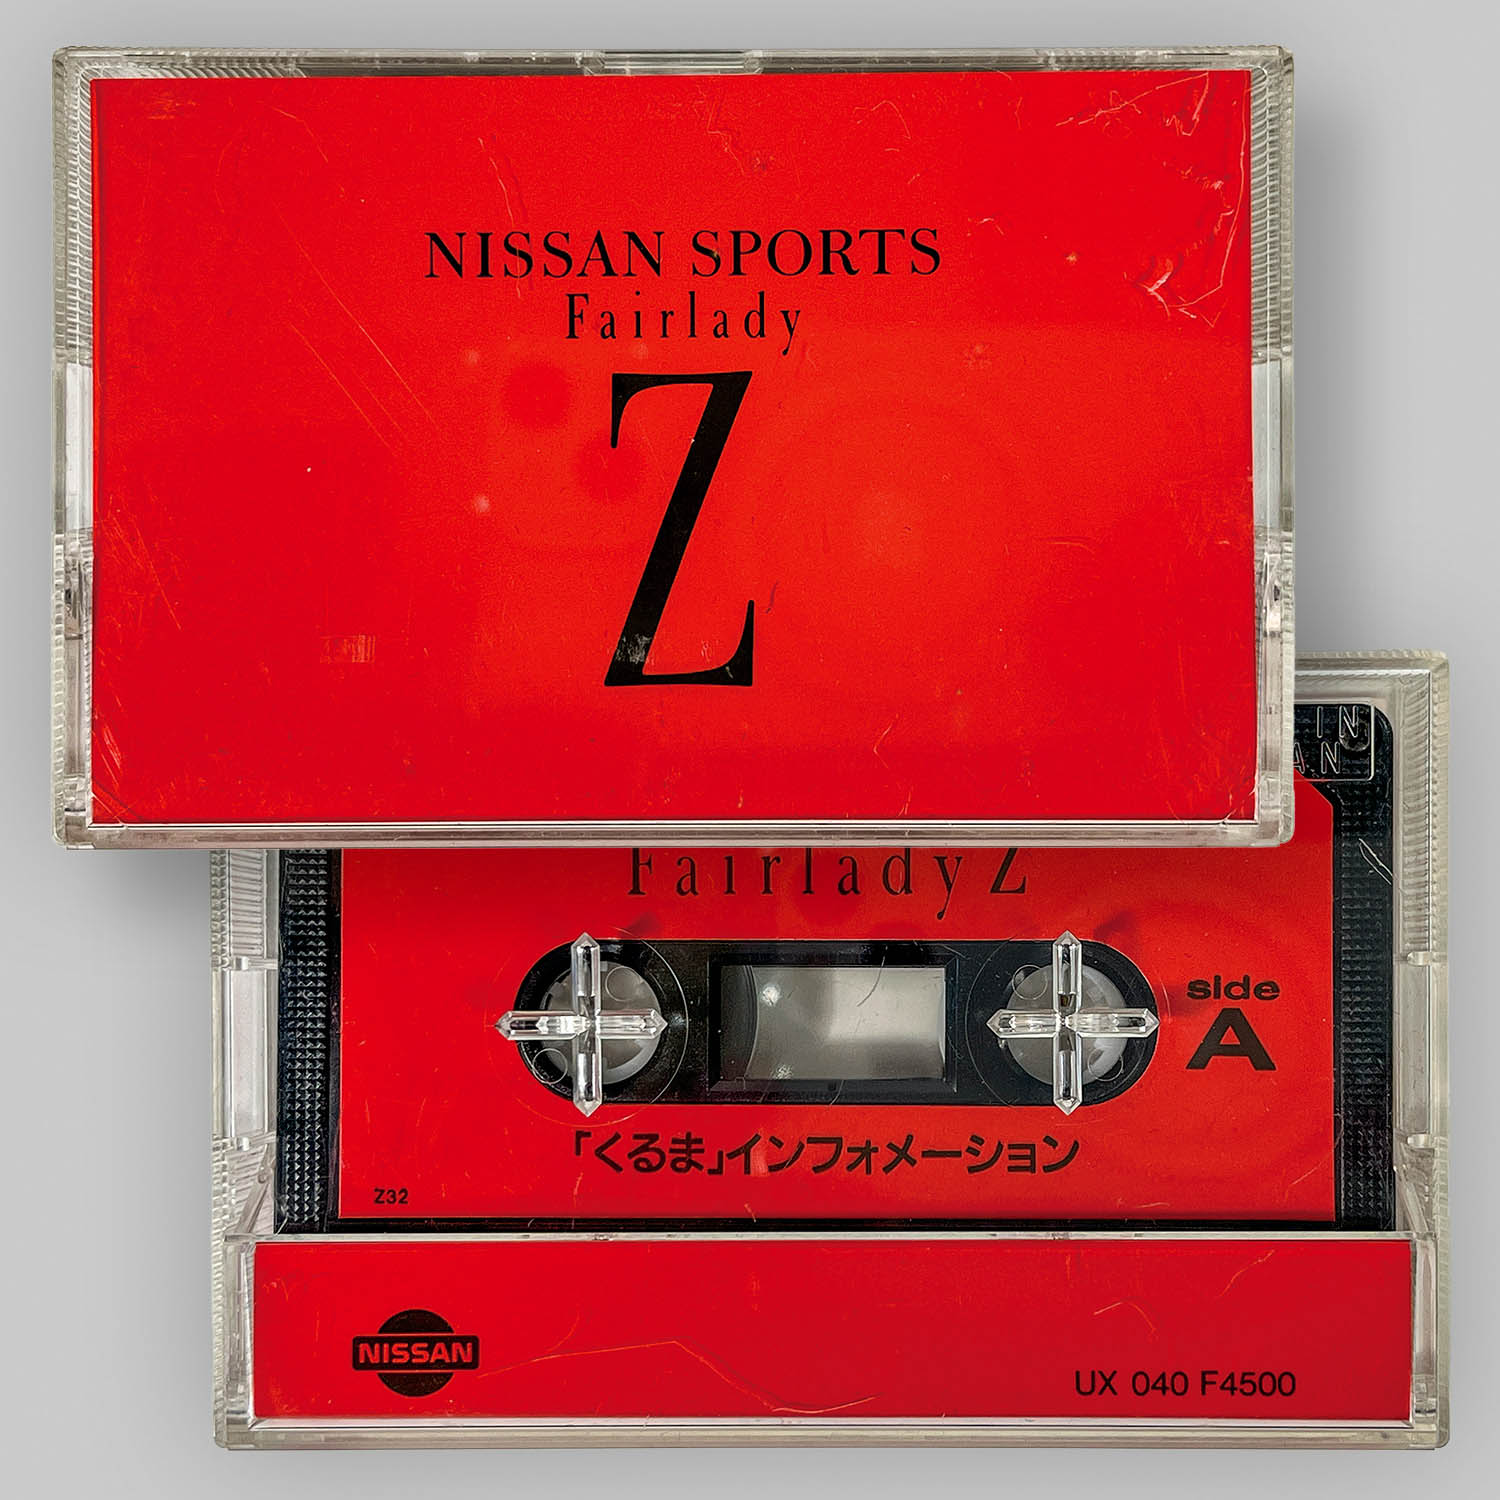 NISSAN SPORTS
Fairlady
Z
IN
Fairlady Z
side
A
「くるま」インフォメーション
Z32
NISSAN
UX 040 F4500